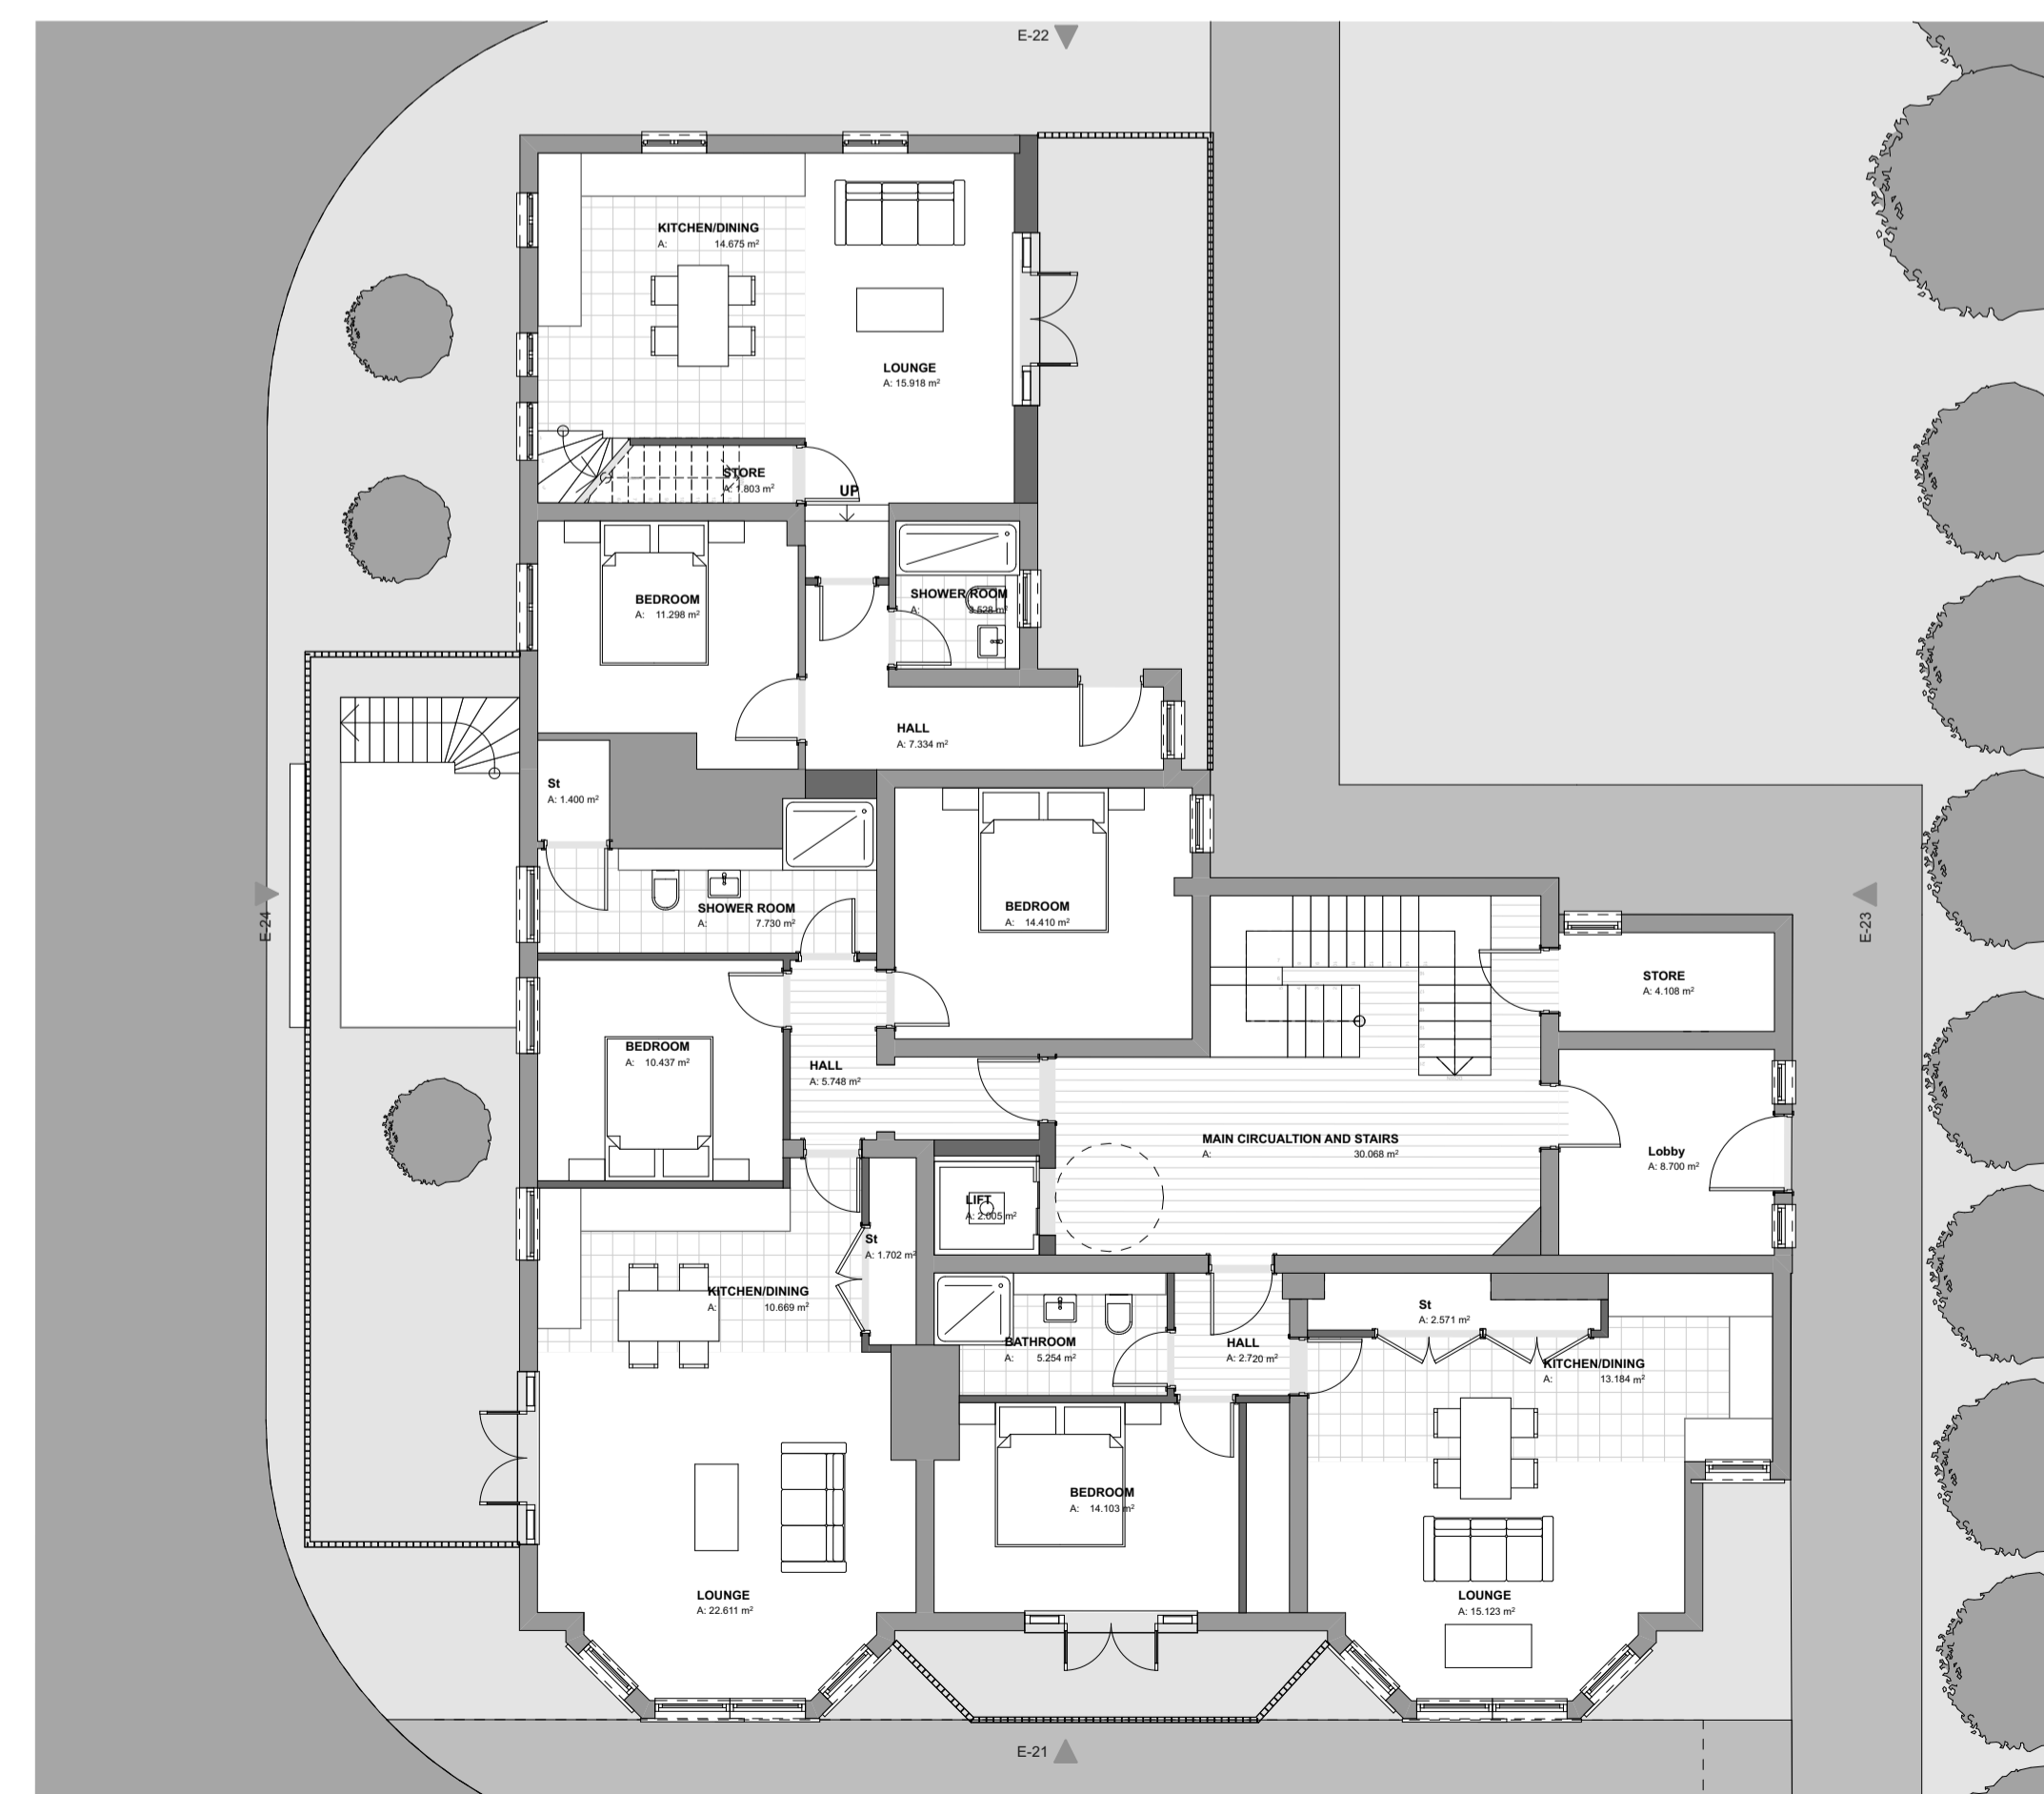 E-22
KITCHEN/DINING
A: 14.675 m²
LOUNGE
A: 15.918 m²
STORE
A: 1.803 m²
UP
BEDROOM
A: 11.298 m²
SHOWER ROOM
A: 3.528 m²
HALL
A: 7.334 m²
St
A: 1.400 m²
SHOWER ROOM
A: 7.730 m²
BEDROOM
A: 14.410 m²
E-24
E-23
STORE
A: 4.108 m²
BEDROOM
A: 10.437 m²
HALL
A: 5.748 m²
MAIN CIRCUALTION AND STAIRS
A: 30.068 m²
Lobby
A: 8.700 m²
LIFT
A: 2.005 m²
St
A: 1.702 m²
KITCHEN/DINING
A: 10.669 m²
BATHROOM
A: 5.254 m²
HALL
A: 2.720 m²
St
A: 2.571 m²
KITCHEN/DINING
A: 13.184 m²
BEDROOM
A: 14.103 m²
LOUNGE
A: 22.611 m²
LOUNGE
A: 15.123 m²
E-21